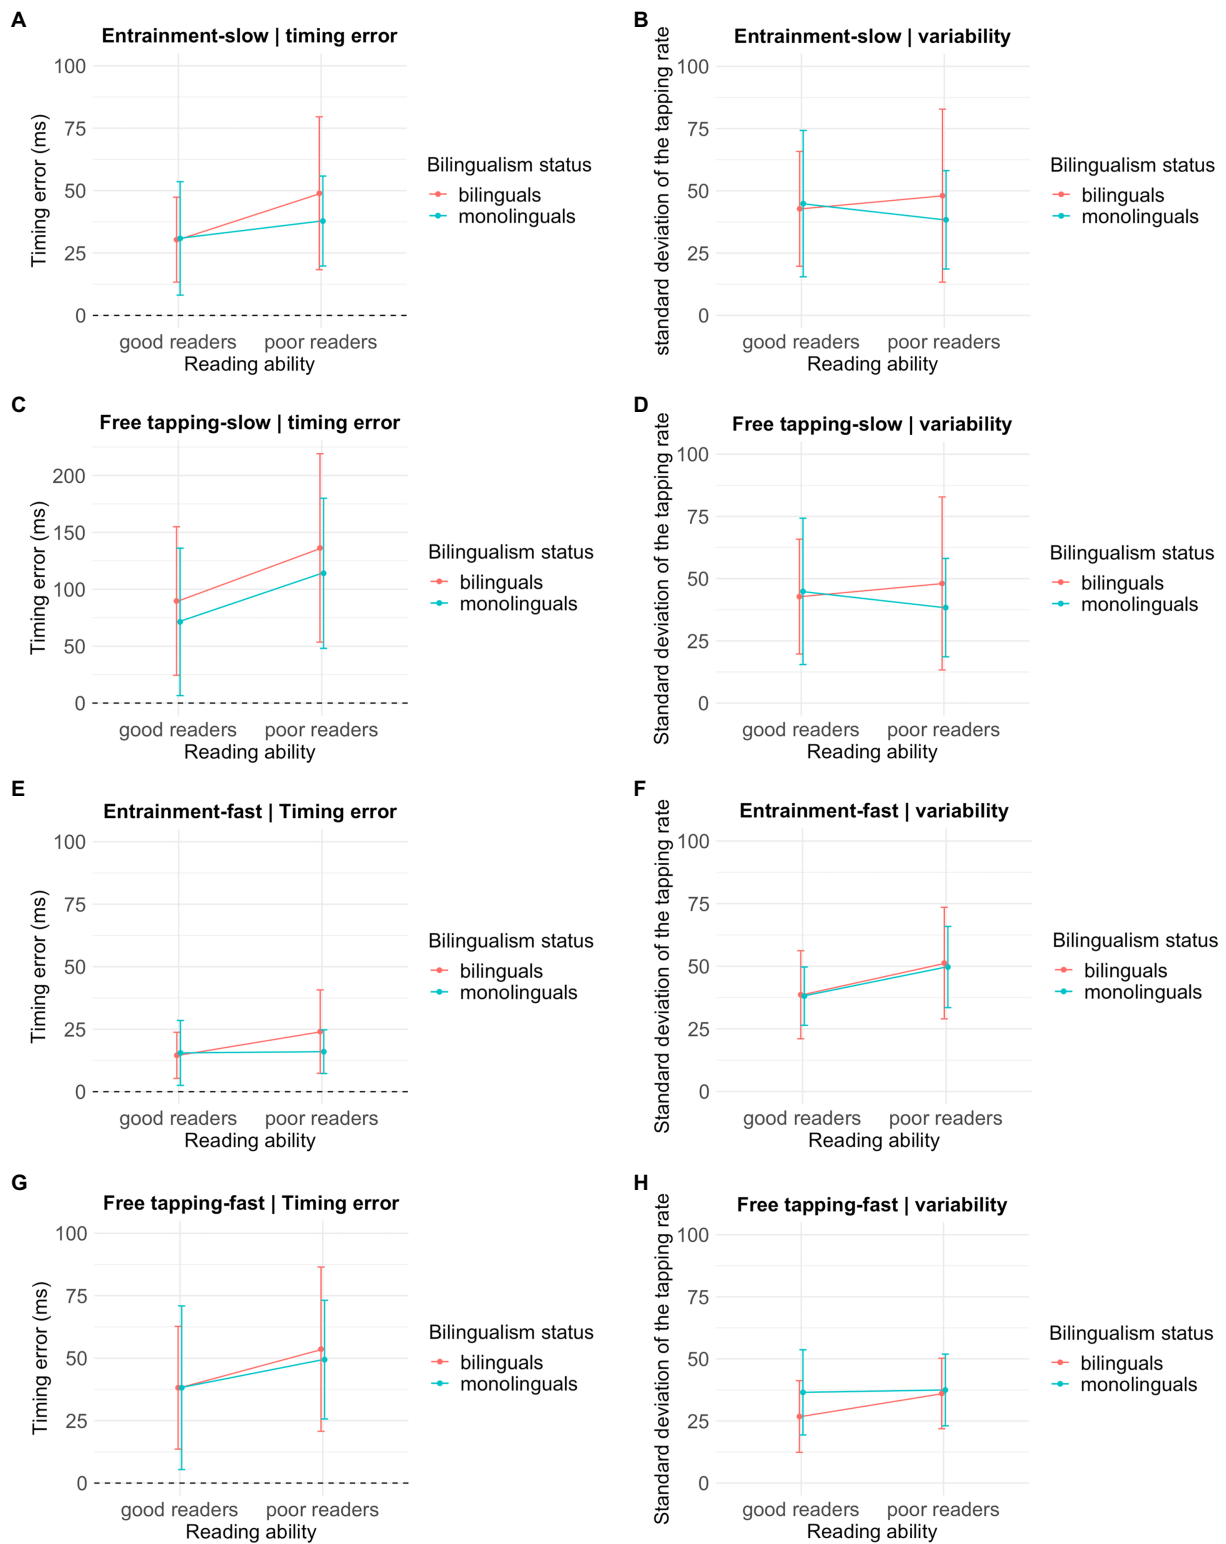 A
Entrainment-slow | timing error
Timing error (ms)
100
75
50
25
0
good readers poor readers
Reading ability
Bilingualism status
bilinguals
monolinguals
B
Entrainment-slow | variability
standard deviation of the tapping rate
100
75
50
25
0
good readers poor readers
Reading ability
Bilingualism status
bilinguals
monolinguals
C
Free tapping-slow | timing error
Timing error (ms)
200
150
100
50
0
good readers poor readers
Reading ability
Bilingualism status
bilinguals
monolinguals
D
Free tapping-slow | variability
Standard deviation of the tapping rate
100
75
50
25
0
good readers poor readers
Reading ability
Bilingualism status
bilinguals
monolinguals
E
Entrainment-fast | Timing error
Timing error (ms)
100
75
50
25
0
good readers poor readers
Reading ability
Bilingualism status
bilinguals
monolinguals
F
Entrainment-fast | variability
Standard deviation of the tapping rate
100
75
50
25
0
good readers poor readers
Reading ability
Bilingualism status
bilinguals
monolinguals
G
Free tapping-fast | Timing error
Timing error (ms)
100
75
50
25
0
good readers poor readers
Reading ability
Bilingualism status
bilinguals
monolinguals
H
Free tapping-fast | variability
Standard deviation of the tapping rate
100
75
50
25
0
good readers poor readers
Reading ability
Bilingualism status
bilinguals
monolinguals